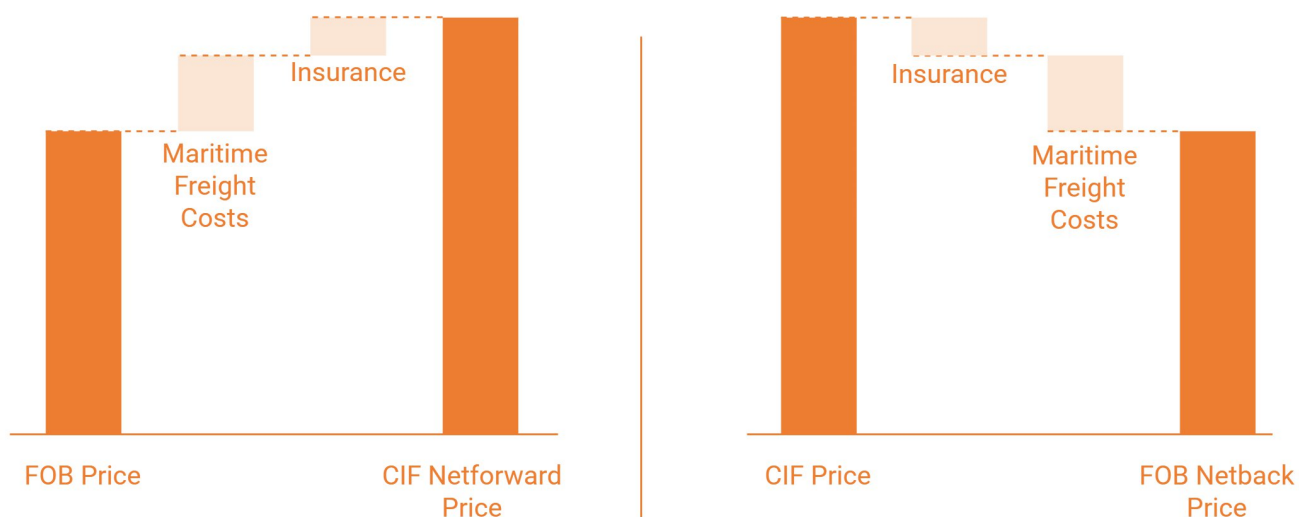 Insurance
Maritime
Freight
Costs
FOB Price
CIF Netforward
Price
Insurance
Maritime
Freight
Costs
CIF Price
FOB Netback
Price